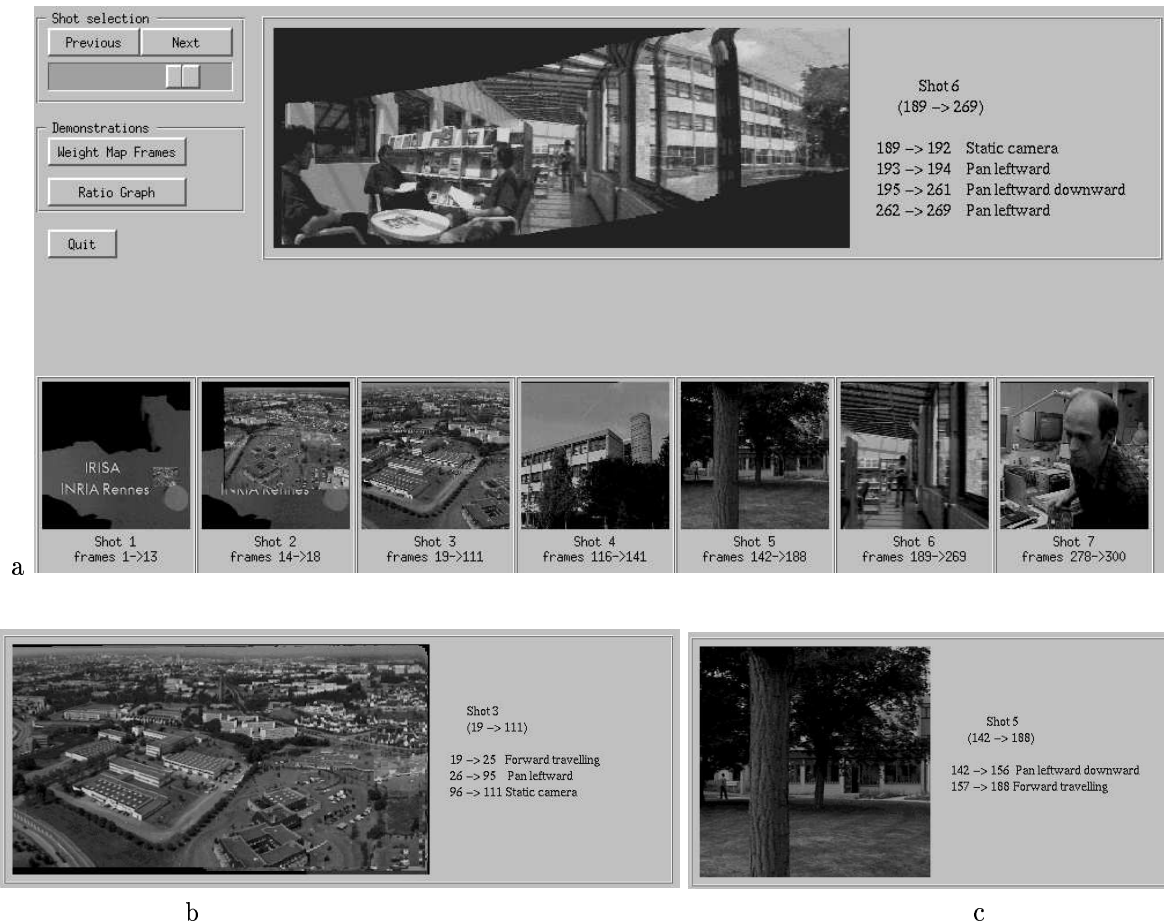 Shot selection
Previous Next
Demonstrations
Weight Map Frames
Ratio Graph
Quit
Shot 6
(189 -> 269)
189 -> 192 Static camera
193 -> 194 Pan leftward
195 -> 261 Pan leftward downward
262 -> 269 Pan leftward
IRISA
INRIA Rennes
INRIA Rennes
Shot 1
frames 1->13
Shot 2
frames 14->18
Shot 3
frames 19->111
Shot 4
frames 116->141
Shot 5
frames 142->188
Shot 6
frames 189->269
Shot 7
frames 278->300
a
Shot 3
(19 -> 111)
19 -> 25 Forward travelling
26 -> 95 Pan leftward
96 -> 111 Static camera
b
Shot 5
(142 -> 188)
142 -> 156 Pan leftward downward
157 -> 188 Forward travelling
c